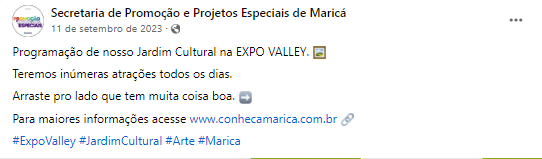 Secretaria de Promoção e Projetos Especiais de Maricá
11 de setembro de 2023 ·
Programação de nosso Jardim Cultural na EXPO VALLEY. 🖼️
Teremos inúmeras atrações todos os dias.
Arraste pro lado que tem muita coisa boa. ➡️
Para maiores informações acesse www.conhecamarica.com.br 🔗
#ExpoValley #JardimCultural #Arte #Marica